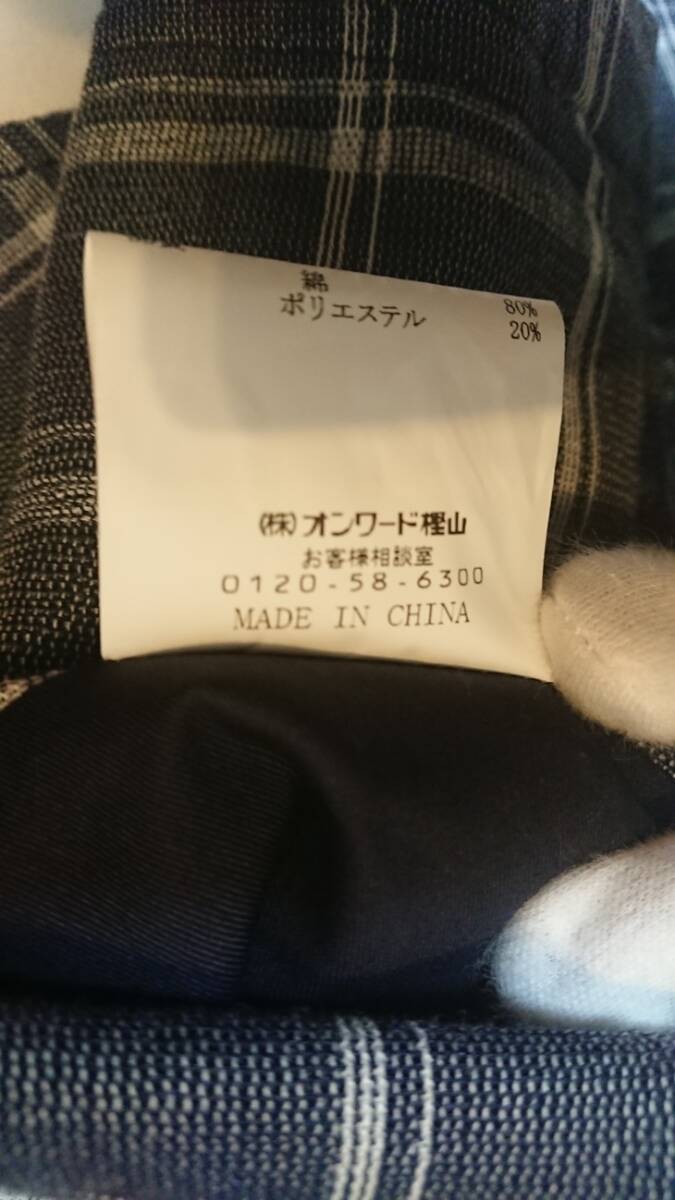 綿 80%
ポリエステル 20%
(株)オンワード樫山
お客様相談室
0120-58-6300
MADE IN CHINA